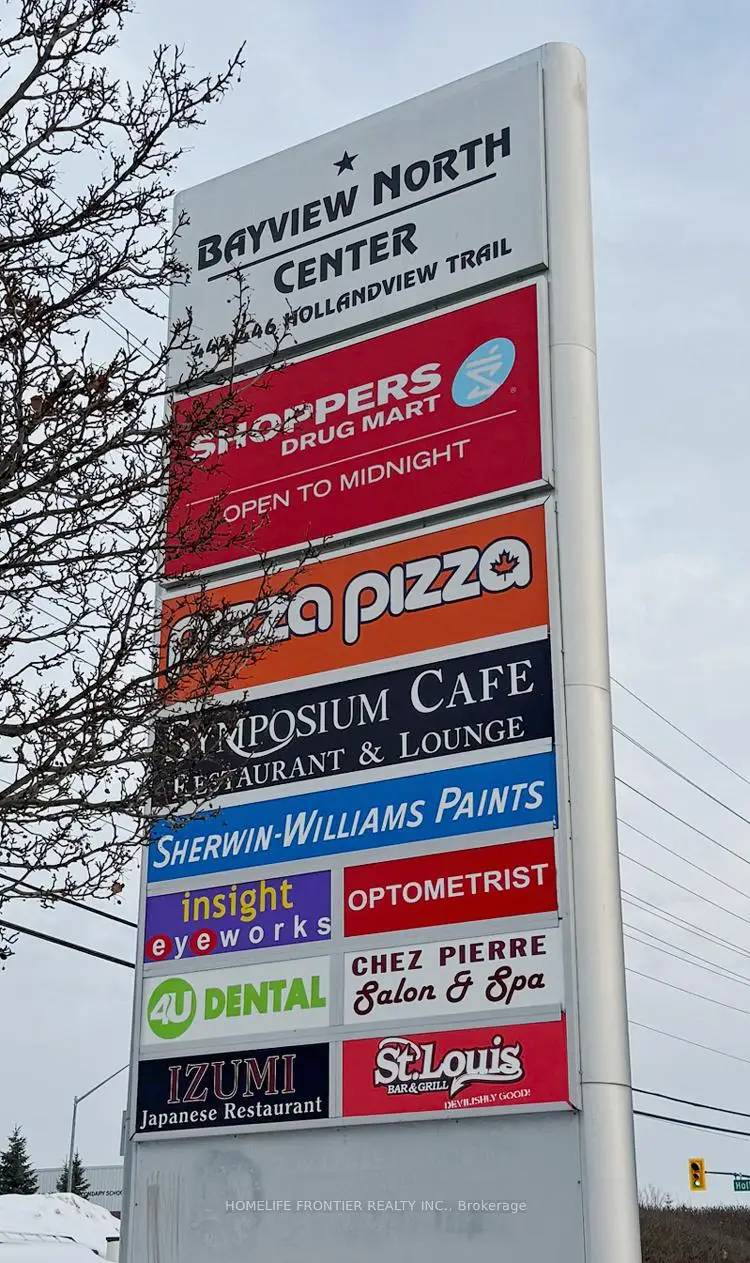 BAYVIEW NORTH
CENTER
HOLLANDVIEW TRAIL
SHOPPERS
DRUG MART
OPEN TO MIDNIGHT
pizza pizza
SYMPOSIUM CAFE
RESTAURANT & LOUNGE
SHERWIN-WILLIAMS PAINTS
insight
eyeworks
OPTOMETRIST
4U DENTAL
CHEZ PIERRE
Salon & Spa
IZUMI
Japanese Restaurant
St. Louis
BAR & GRILL
DEVILISHLY GOOD!
HOMELIFE FRONTIER REALTY INC., Brokerage